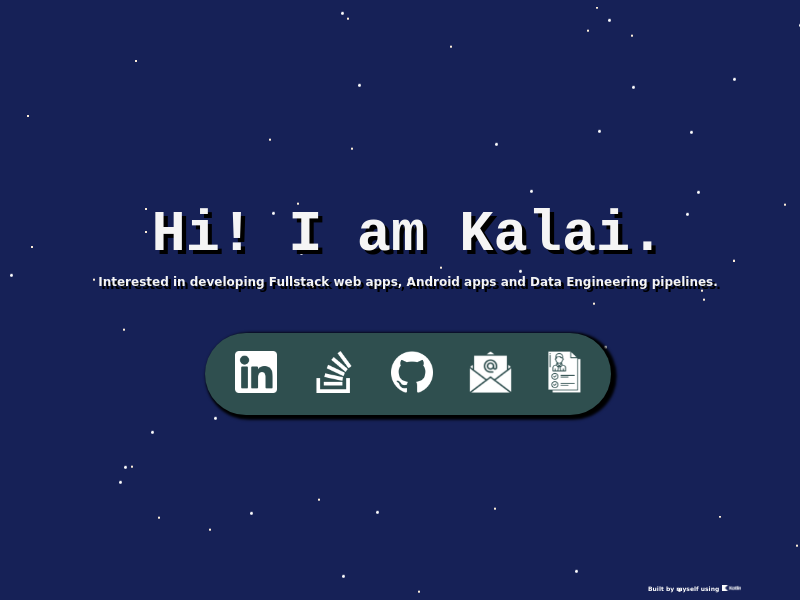 Hi! I am Kalai.
Interested in developing Fullstack web apps, Android apps and Data Engineering pipelines.
in
@
Built by myself using